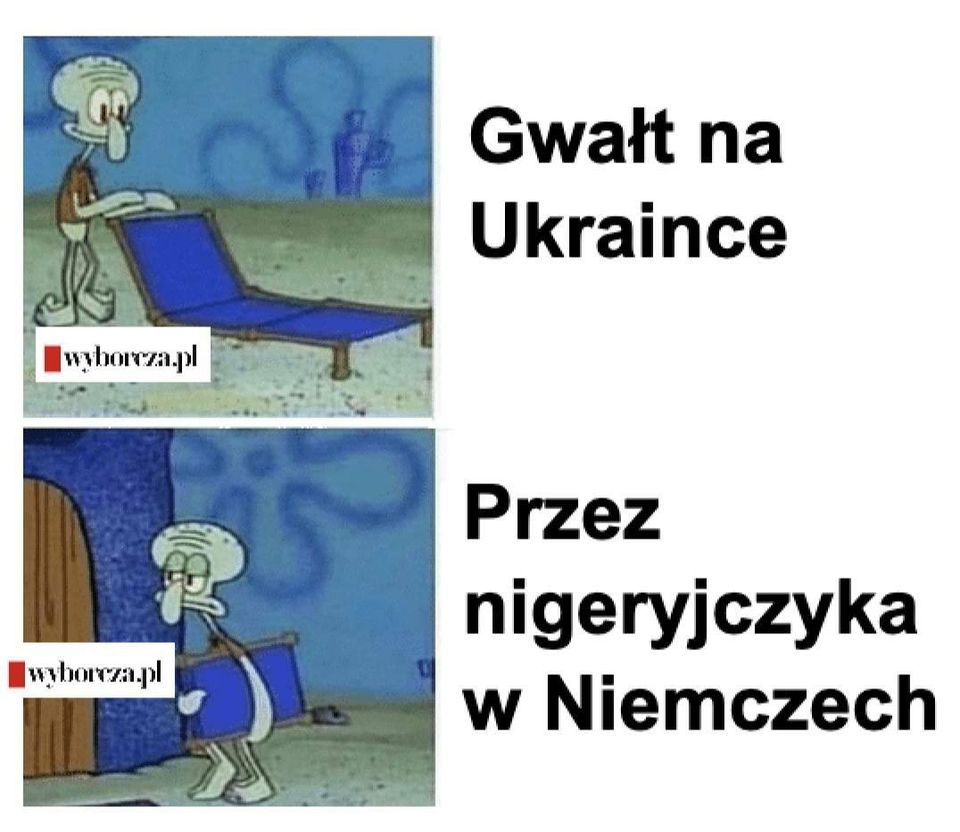 Gwałt na
Ukraince
wyborcza.pl
Przez
nigeryjczyka
w Niemczech
wyborcza.pl